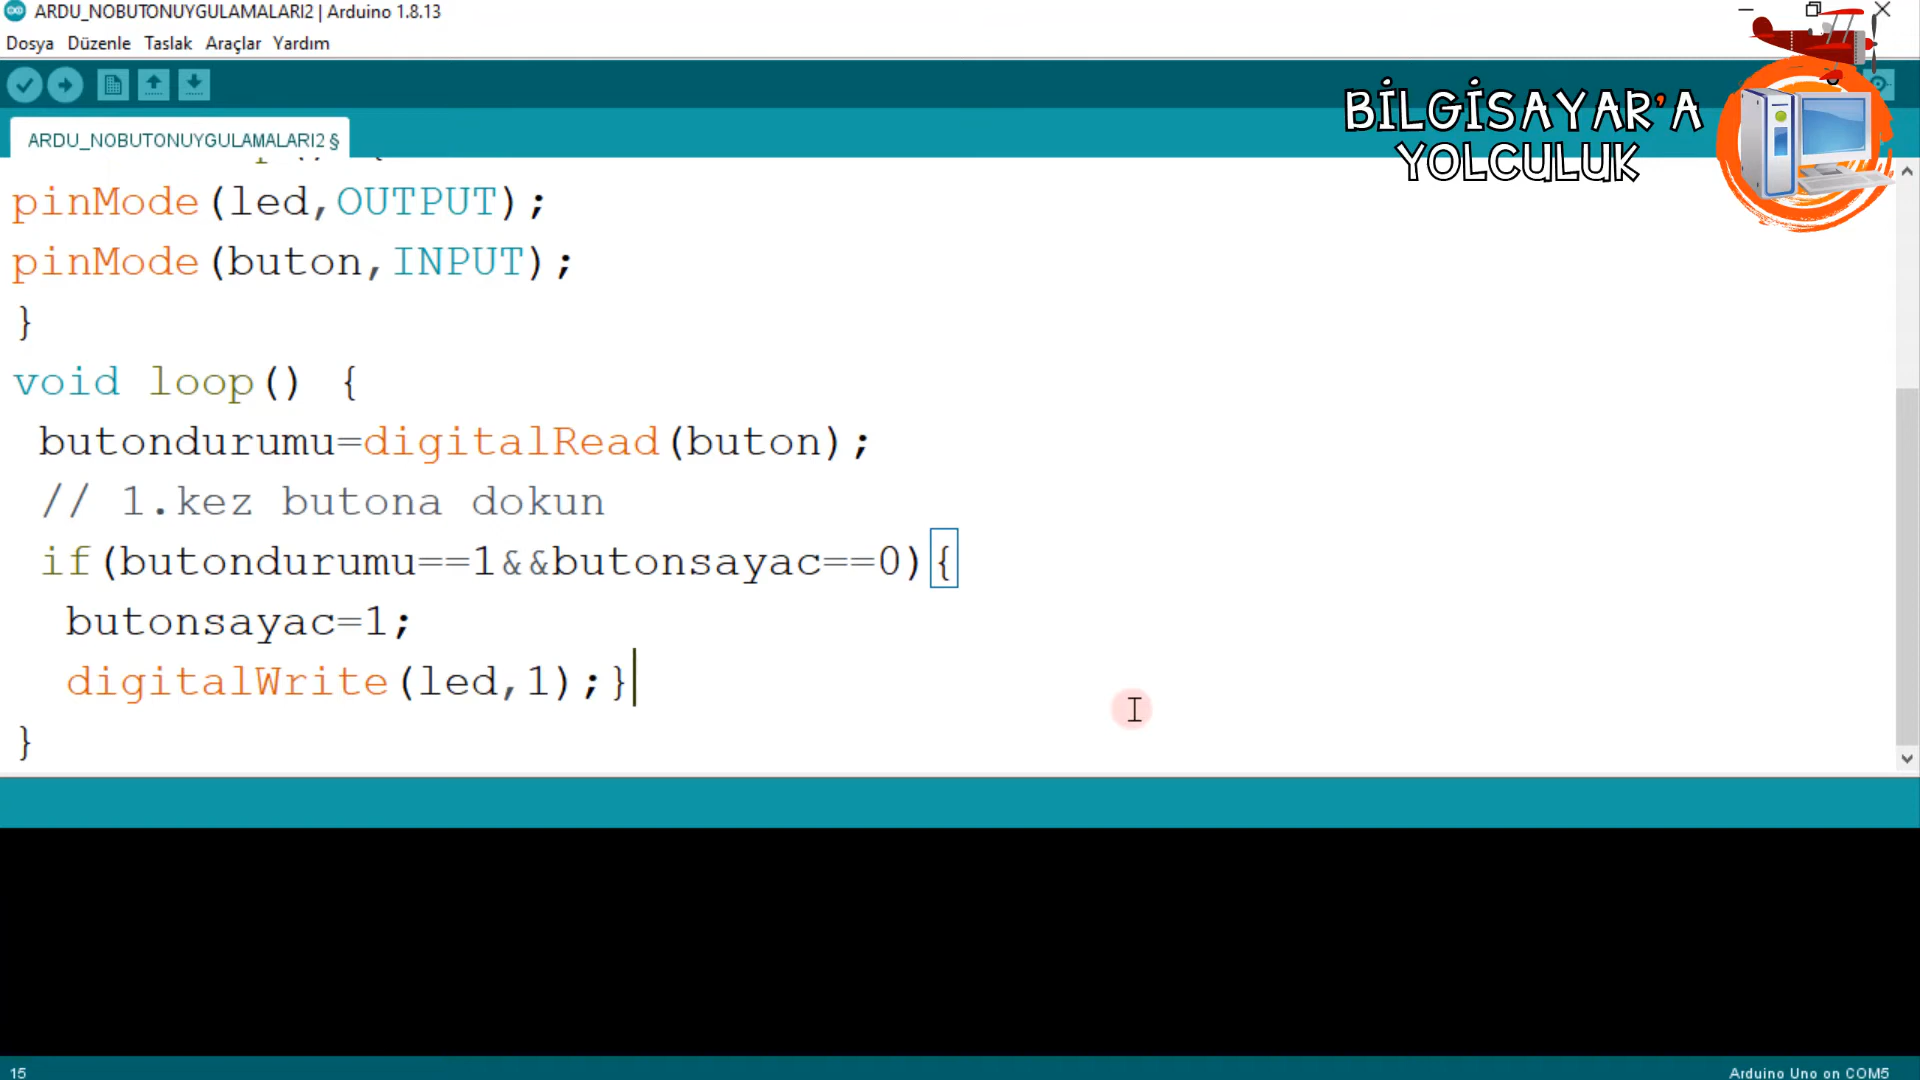 ARDU_NOBUTONUYGULAMALARI2 | Arduino 1.8.13
Dosya Düzenle Taslak Araçlar Yardım
BİLGİSAYAR'A
YOLCULUK
ARDU_NOBUTONUYGULAMALARI2 §
pinMode(led,OUTPUT);
pinMode(buton,INPUT);
}
void loop() {
butondurumu=digitalRead(buton);
// 1.kez butona dokun
if(butondurumu==1&&butonsayac==0){
butonsayac=1;
digitalWrite(led,1);}
}
15
Arduino Uno on COM5